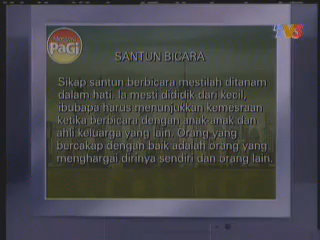 PaGi
TV3
SANTUN BICARA
Sikap santun berbicara mestilah ditanam
dalam hati. Ia mesti dididik dari kecil,
ibubapa harus menunjukkan kemesraan
ketika berbicara dengan anak-anak dan
ahli keluarga yang lain. Orang yang
bercakap dengan baik adalah orang yang
menghargai dirinya sendiri dan orang lain.